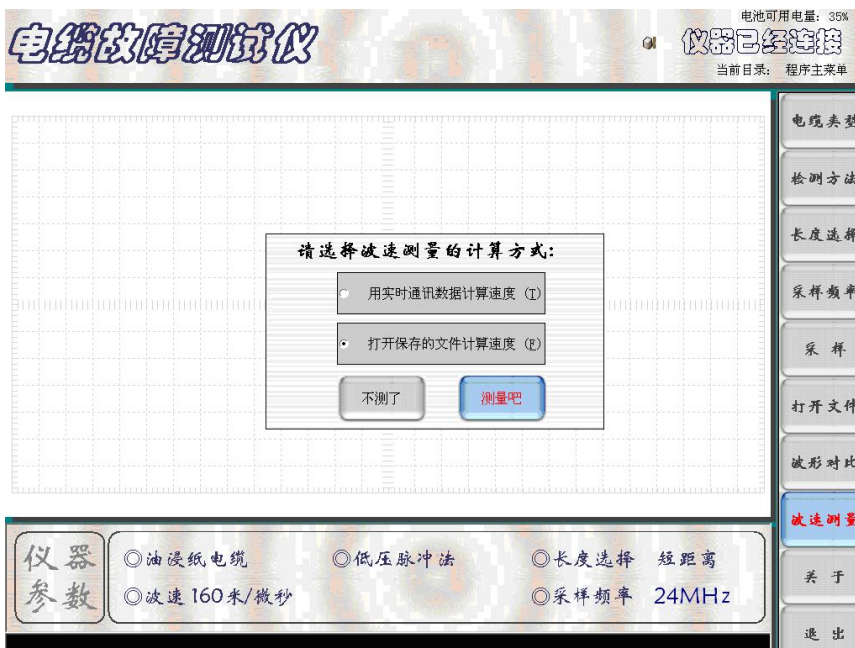 电池可用电量: 35%
电缆故障测试仪
仪器已经连接
当前目录: 程序主菜单
电缆类型
检测方法
长度选择
采样频率
采 样
打开文件
波形对比
波速测量
关 于
退 出
请选择波速测量的计算方式:
用实时通讯数据计算速度 (T)
打开保存的文件计算速度 (F)
不测了
测量吧
仪器
参数
◎油浸纸电缆
◎低压脉冲法
◎长度选择 短距离
◎波速160米/微秒
◎采样频率 24MHz